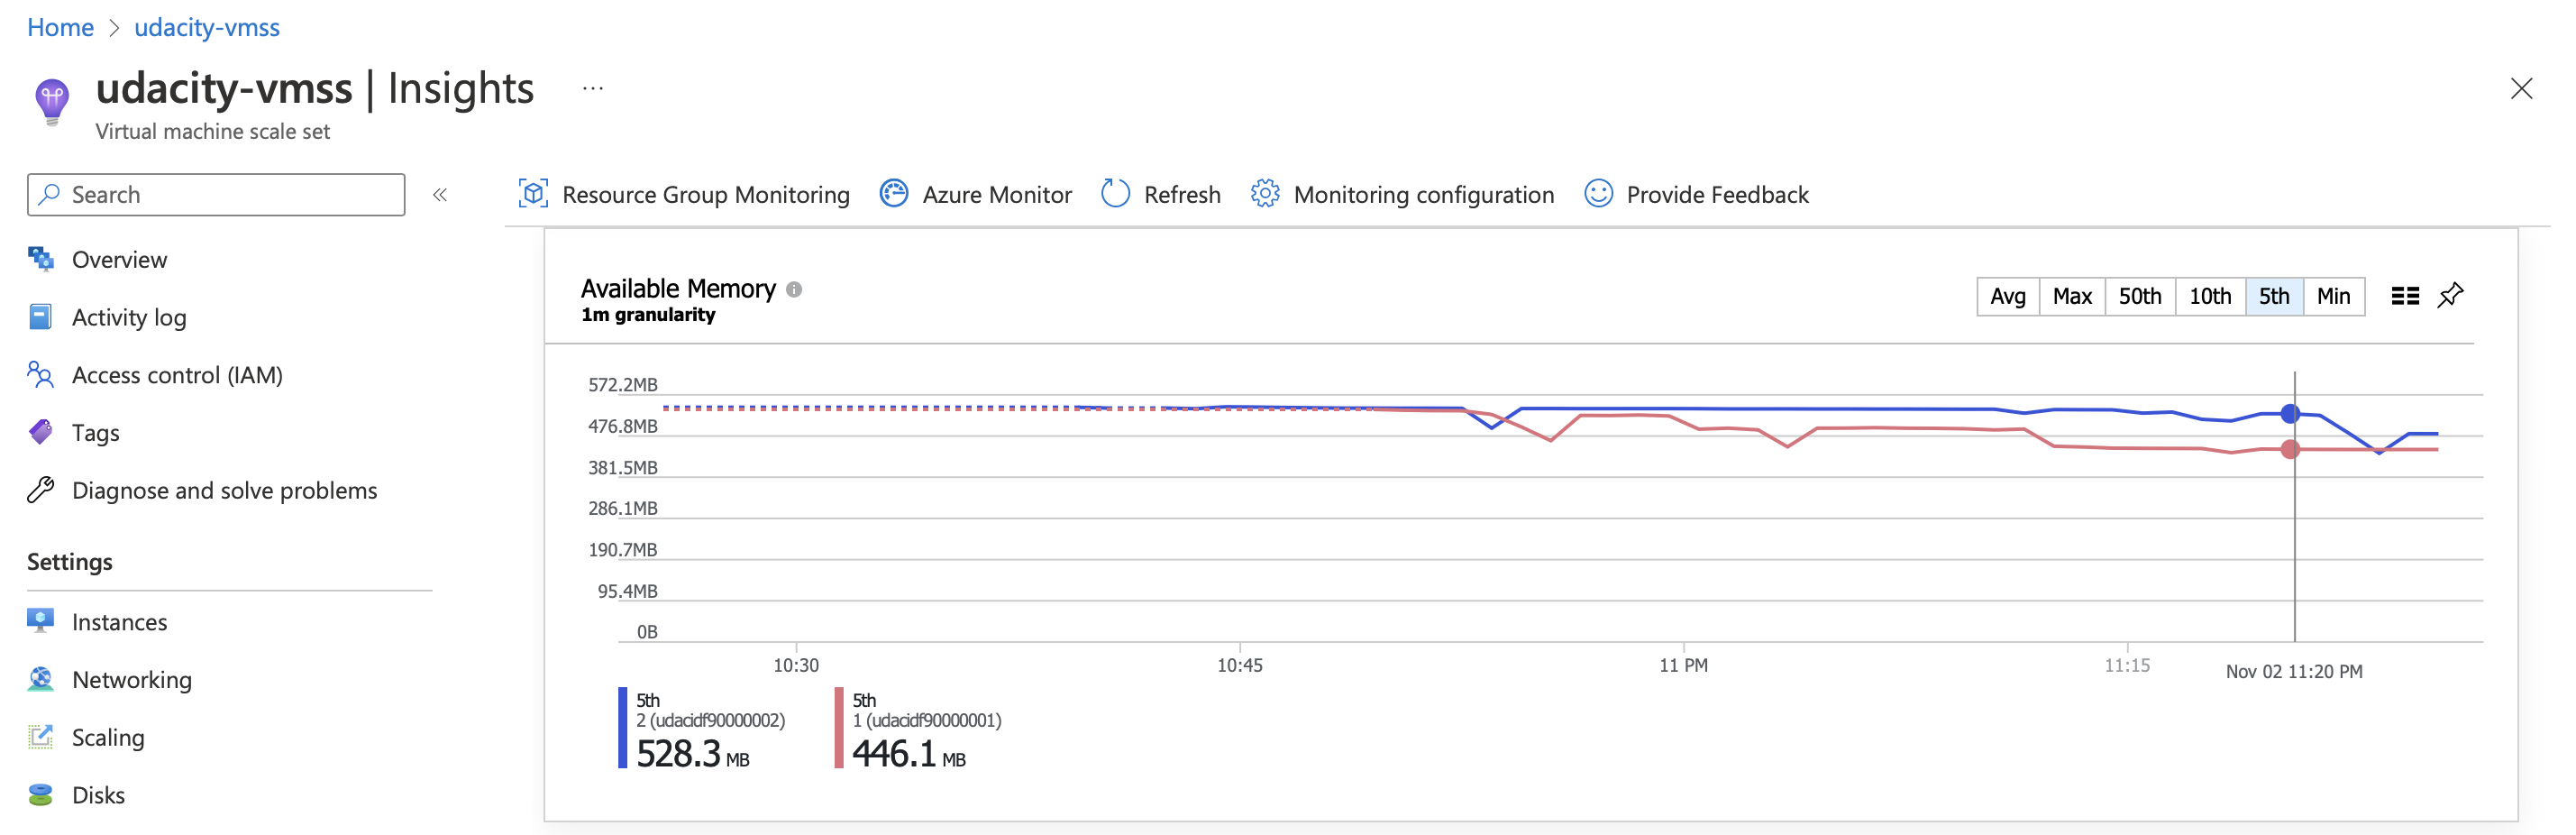 Home > udacity-vmss
udacity-vmss | Insights ...
Virtual machine scale set
Search «
Resource Group Monitoring Azure Monitor Refresh Monitoring configuration Provide Feedback
Overview
Activity log
Access control (IAM)
Tags
Diagnose and solve problems
Settings
Instances
Networking
Scaling
Disks
Available Memory
1m granularity
Avg Max 50th 10th 5th Min
572.2MB
476.8MB
381.5MB
286.1MB
190.7MB
95.4MB
0B
10:30 10:45 11 PM 11:15 Nov 02 11:20 PM
5th
2 (udacidf90000002)
528.3 MB
5th
1 (udacidf90000001)
446.1 MB